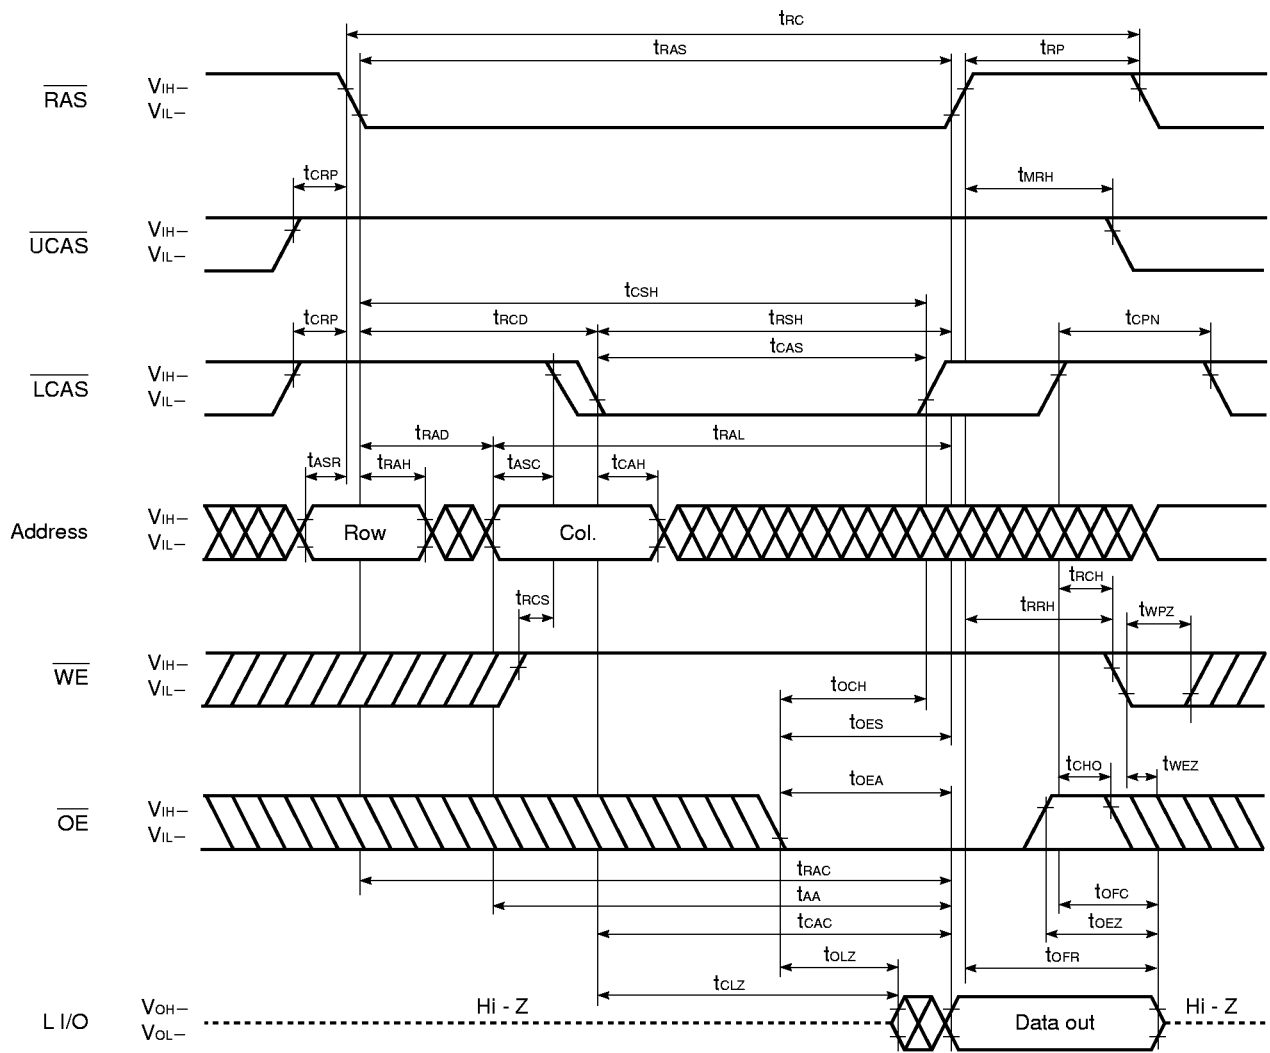 tRC
tRAS
tRP
RAS
VIH–
VIL–
tCRP
tMRH
UCAS
VIH–
VIL–
tCSH
tCRP
tRCD
tRSH
tCPN
tCAS
LCAS
VIH–
VIL–
tRAD
tRAL
tASR
tRAH
tASC
tCAH
Address
VIH–
VIL–
Row
Col.
tRCH
tRCS
tRRH
tWPZ
WE
VIH–
VIL–
tOCH
tOES
tCHO
tWEZ
tOEA
OE
VIH–
VIL–
tRAC
tAA
tOFC
tCAC
tOEZ
tOLZ
tOFR
tCLZ
L I/O
VOH–
VOL–
Hi - Z
Data out
Hi - Z